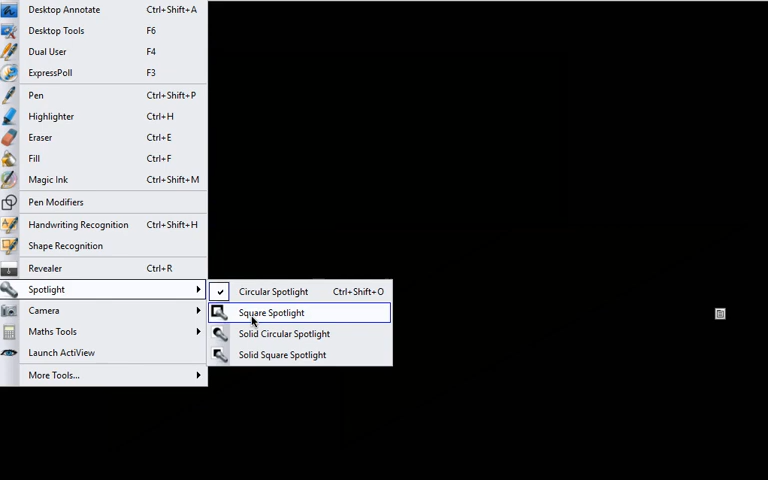 Desktop Annotate Ctrl+Shift+A
Desktop Tools F6
Dual User F4
ExpressPoll F3
Pen Ctrl+Shift+P
Highlighter Ctrl+H
Eraser Ctrl+E
Fill Ctrl+F
Magic Ink Ctrl+Shift+M
Pen Modifiers
Handwriting Recognition Ctrl+Shift+H
Shape Recognition
Revealer Ctrl+R
Spotlight
Camera
Maths Tools
Launch ActiView
More Tools...
Circular Spotlight Ctrl+Shift+O
Square Spotlight
Solid Circular Spotlight
Solid Square Spotlight